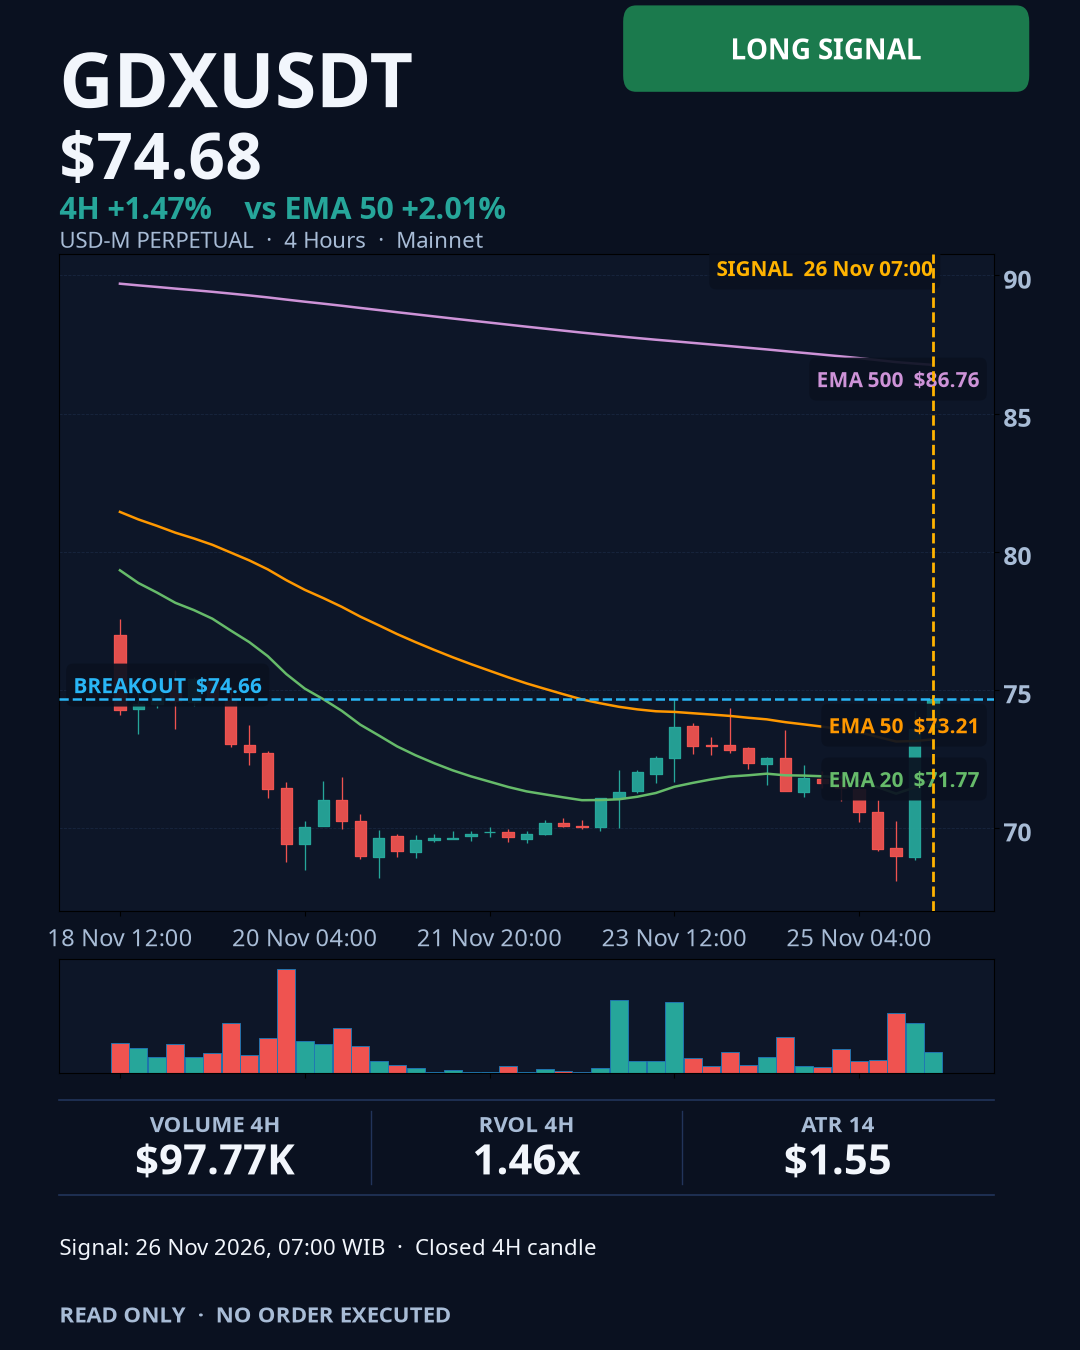 LONG SIGNAL
GDXUSDT
$74.68
4H +1.47% vs EMA 50 +2.01%
USD-M PERPETUAL · 4 Hours · Mainnet
SIGNAL 26 Nov 07:00
90
EMA 500 $86.76
85
80
BREAKOUT $74.66
75
EMA 50 $73.21
EMA 20 $71.77
70
18 Nov 12:00 20 Nov 04:00 21 Nov 20:00 23 Nov 12:00 25 Nov 04:00
VOLUME 4H RVOL 4H ATR 14
$97.77K 1.46x $1.55
Signal: 26 Nov 2026, 07:00 WIB · Closed 4H candle
READ ONLY · NO ORDER EXECUTED